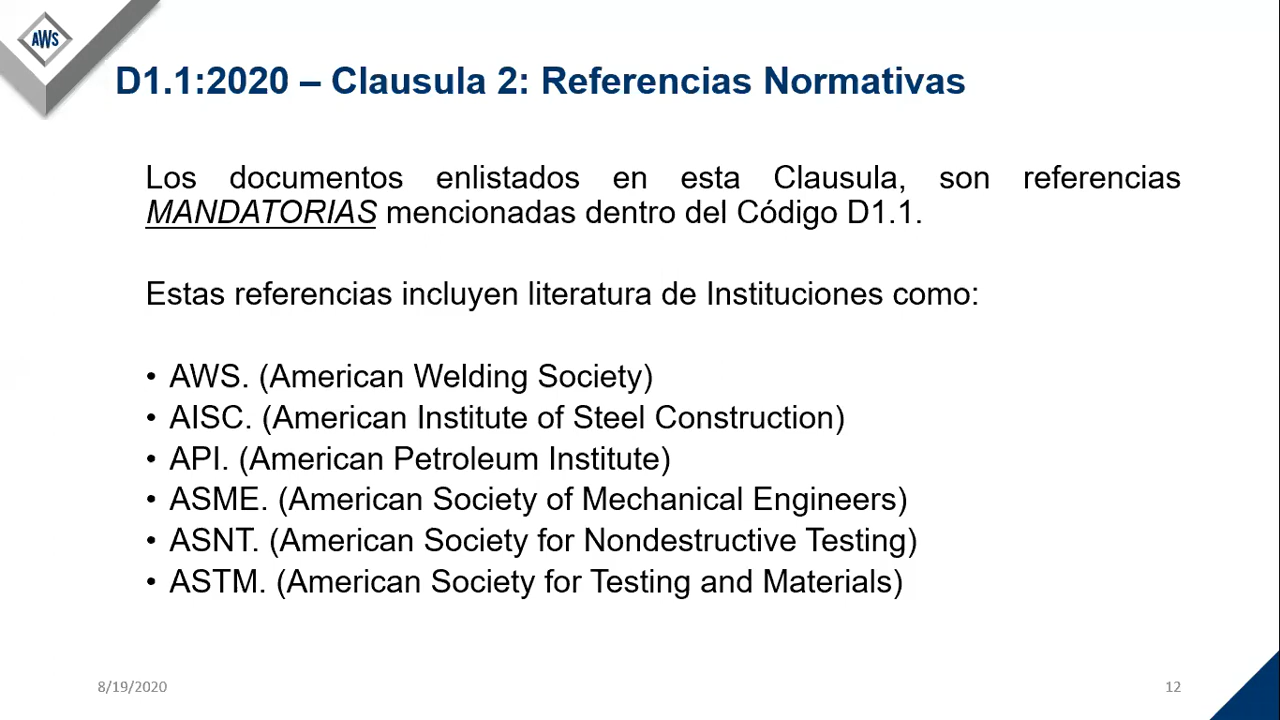 AWS
D1.1:2020 – Clausula 2: Referencias Normativas
Los documentos enlistados en esta Clausula, son referencias
MANDATORIAS mencionadas dentro del Código D1.1.
Estas referencias incluyen literatura de Instituciones como:
• AWS. (American Welding Society)
• AISC. (American Institute of Steel Construction)
• API. (American Petroleum Institute)
• ASME. (American Society of Mechanical Engineers)
• ASNT. (American Society for Nondestructive Testing)
• ASTM. (American Society for Testing and Materials)
8/19/2020
12